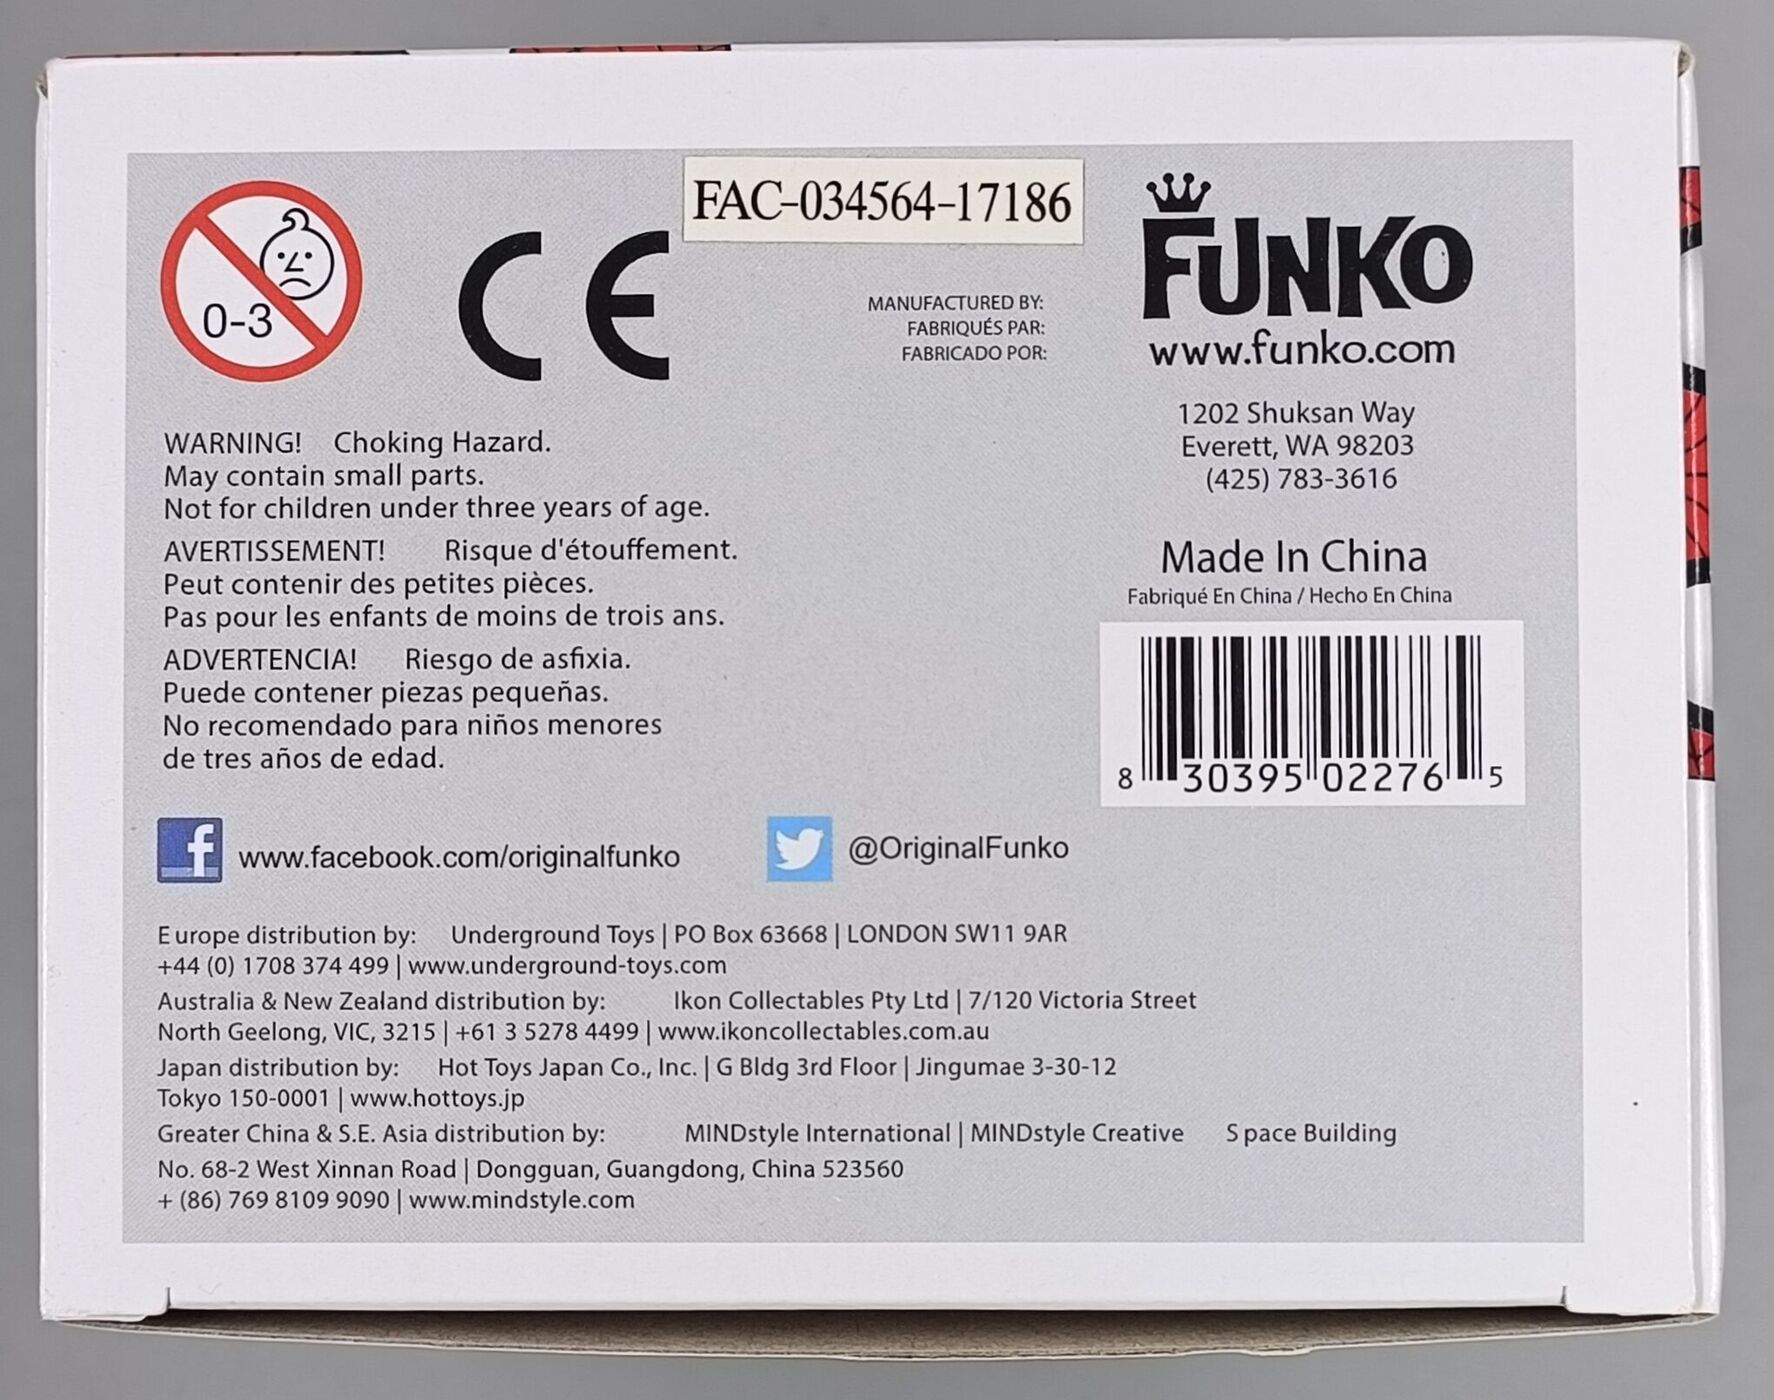 FAC-034564-17186
0-3
CE
MANUFACTURED BY:
FABRIQUÉS PAR:
FABRICADO POR:
FUNKO
www.funko.com
1202 Shuksan Way
Everett, WA 98203
(425) 783-3616
WARNING! Choking Hazard.
May contain small parts.
Not for children under three years of age.
AVERTISSEMENT! Risque d'étouffement.
Peut contenir des petites pièces.
Pas pour les enfants de moins de trois ans.
ADVERTENCIA! Riesgo de asfixia.
Puede contener piezas pequeñas.
No recomendado para niños menores
de tres años de edad.
Made In China
Fabriqué En China / Hecho En China
8 30395 02276 5
f www.facebook.com/originalfunko
@OriginalFunko
Europe distribution by: Underground Toys | PO Box 63668 | LONDON SW11 9AR
+44 (0) 1708 374 499 | www.underground-toys.com
Australia & New Zealand distribution by: Ikon Collectables Pty Ltd | 7/120 Victoria Street
North Geelong, VIC, 3215 | +61 3 5278 4499 | www.ikoncollectables.com.au
Japan distribution by: Hot Toys Japan Co., Inc. | G Bldg 3rd Floor | Jingumae 3-30-12
Tokyo 150-0001 | www.hottoys.jp
Greater China & S.E. Asia distribution by: MINDstyle International | MINDstyle Creative Space Building
No. 68-2 West Xinnan Road | Dongguan, Guangdong, China 523560
+ (86) 769 8109 9090 | www.mindstyle.com